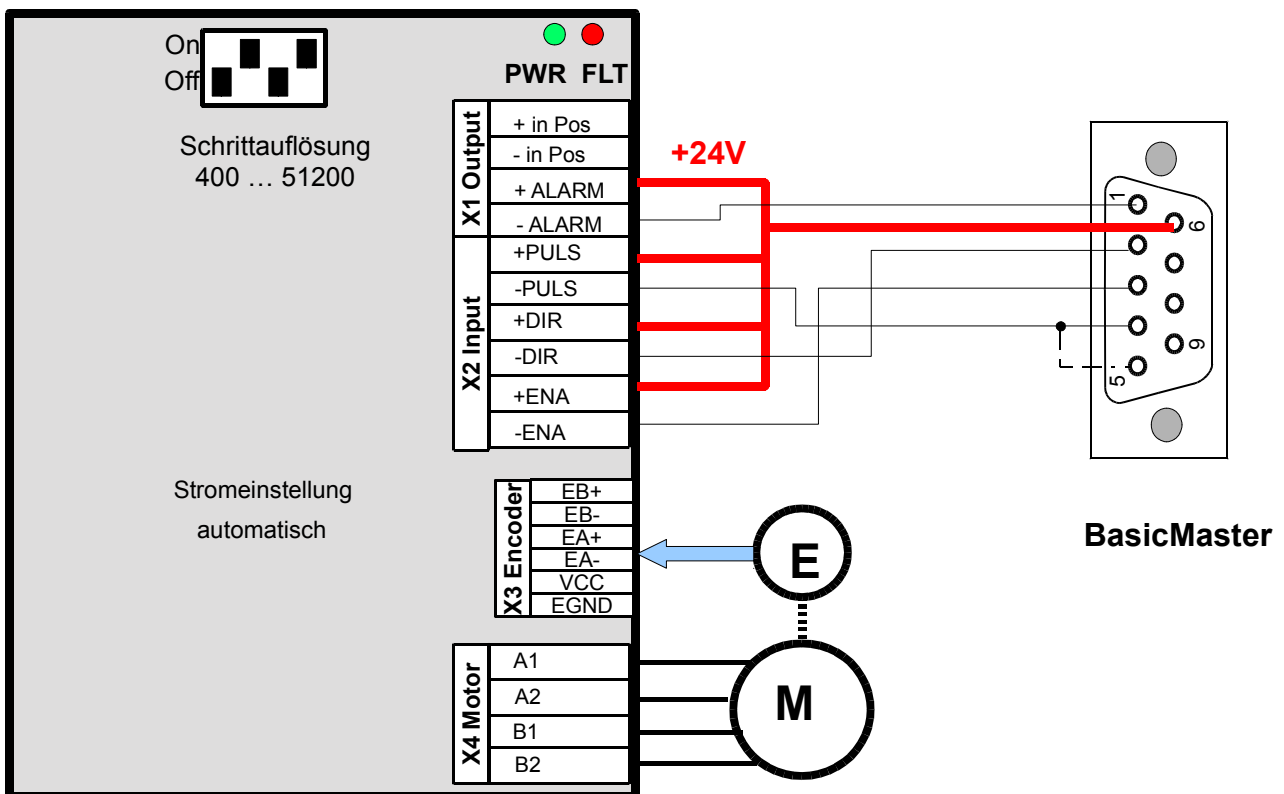 On
Off
PWR FLT
Schrittauflösung
400 … 51200
X1 Output
+ in Pos
- in Pos
+ ALARM
- ALARM
X2 Input
+PULS
-PULS
+DIR
-DIR
+ENA
-ENA
+24V
1
6
9
5
BasicMaster
Stromeinstellung
automatisch
X3 Encoder
EB+
EB-
EA+
EA-
VCC
EGND
E
X4 Motor
A1
A2
B1
B2
M